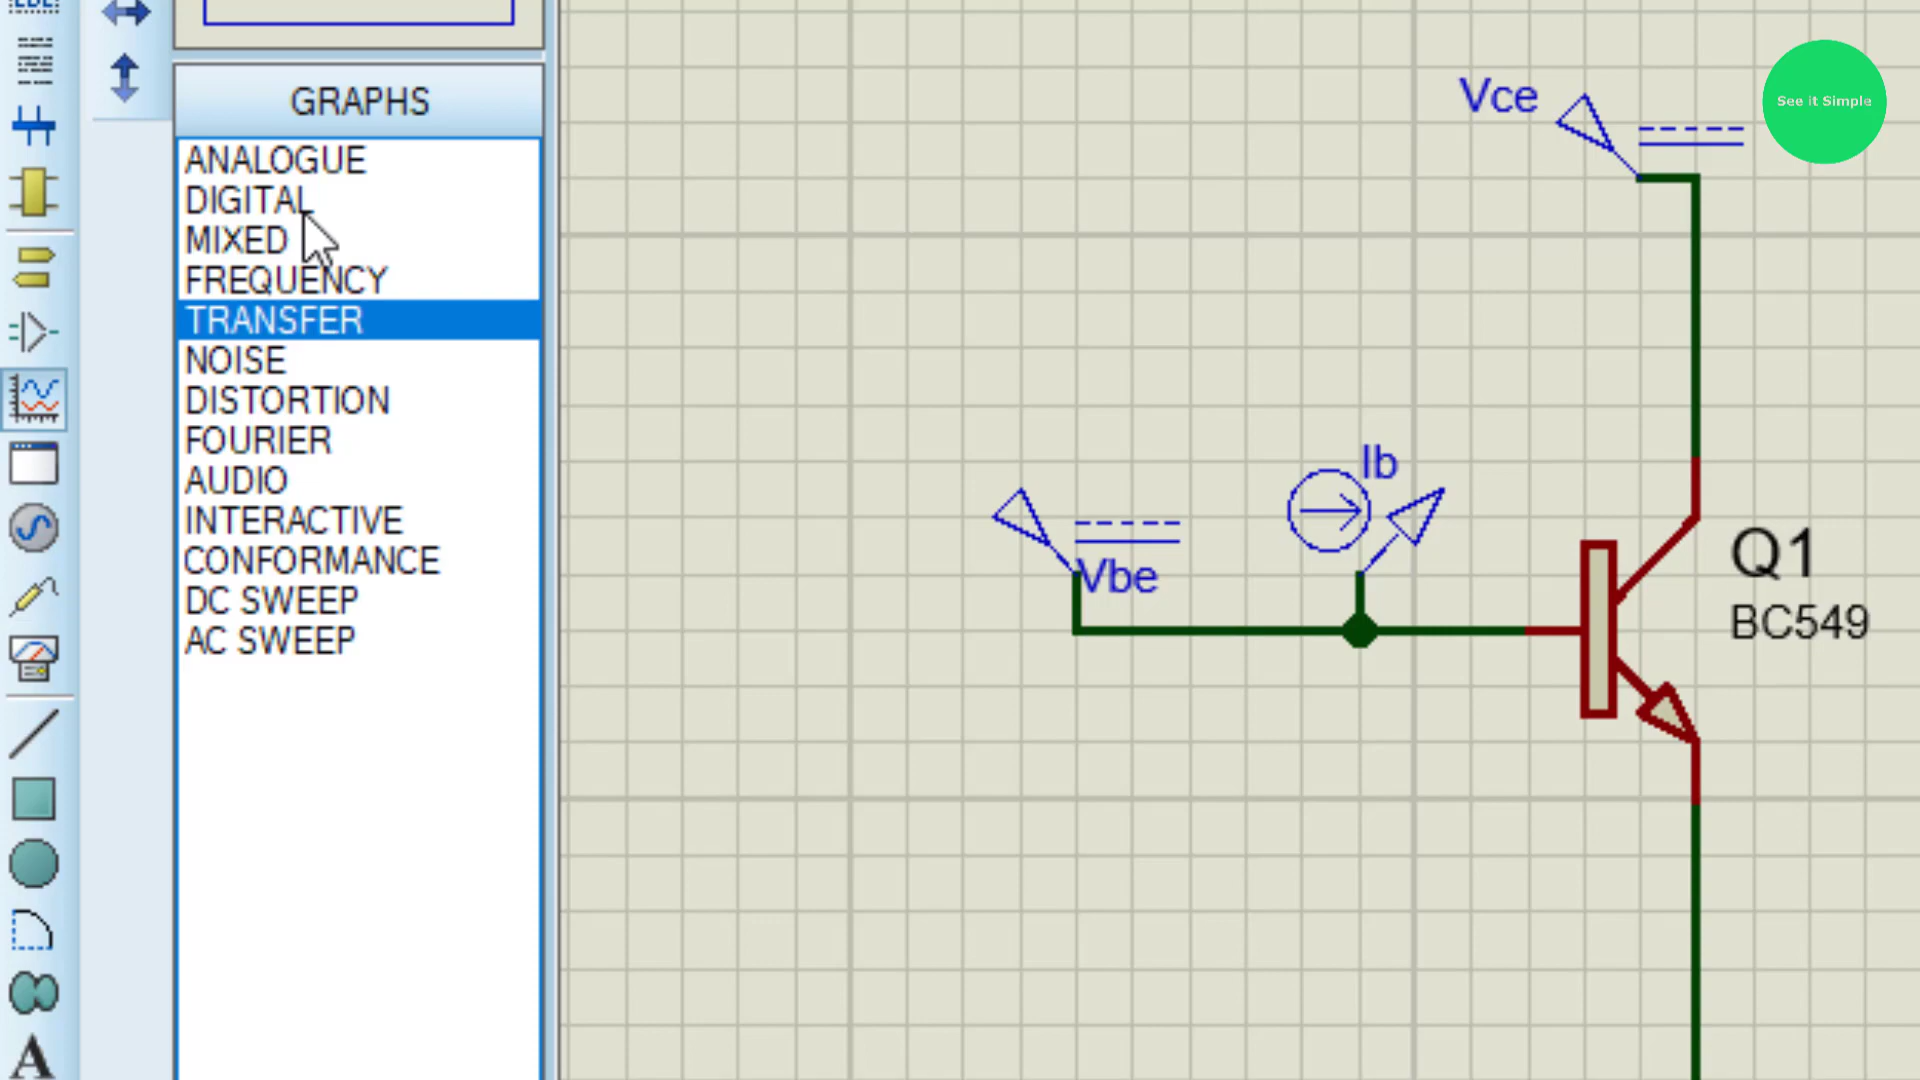 GRAPHS
ANALOGUE
DIGITAL
MIXED
FREQUENCY
TRANSFER
NOISE
DISTORTION
FOURIER
AUDIO
INTERACTIVE
CONFORMANCE
DC SWEEP
AC SWEEP
Vce
See it Simple
Ib
Vbe
Q1
BC549
A